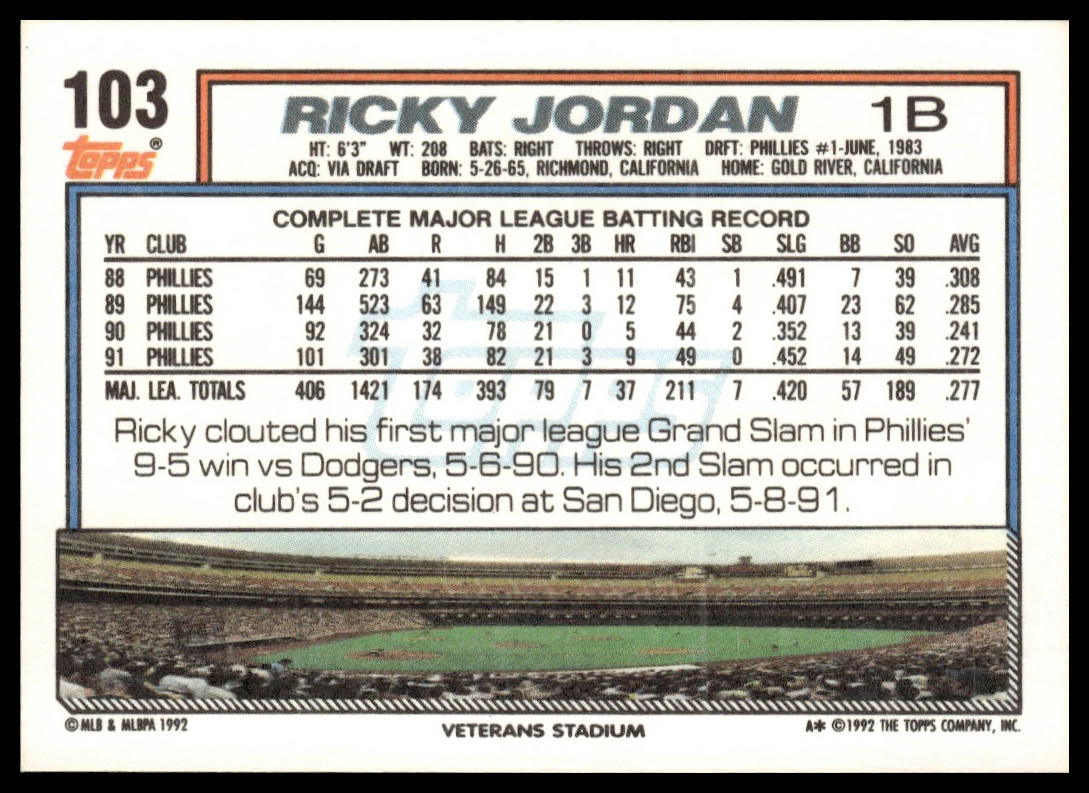 103
Topps®
RICKY JORDAN 1B
HT: 6'3" WT: 208 BATS: RIGHT THROWS: RIGHT DRFT: PHILLIES #1-JUNE, 1983
ACQ: VIA DRAFT BORN: 5-26-65, RICHMOND, CALIFORNIA HOME: GOLD RIVER, CALIFORNIA
COMPLETE MAJOR LEAGUE BATTING RECORD
YR CLUB G AB R H 2B 3B HR RBI SB SLG BB SO AVG
88 PHILLIES 69 273 41 84 15 1 11 43 1 .491 7 39 .308
89 PHILLIES 144 523 63 149 22 3 12 75 4 .407 23 62 .285
90 PHILLIES 92 324 32 78 21 0 5 44 2 .352 13 39 .241
91 PHILLIES 101 301 38 82 21 3 9 49 0 .452 14 49 .272
MAJ. LEA. TOTALS 406 1421 174 393 79 7 37 211 7 .420 57 189 .277
Topps
Ricky clouted his first major league Grand Slam in Phillies'
9-5 win vs Dodgers, 5-6-90. His 2nd Slam occurred in
club's 5-2 decision at San Diego, 5-8-91.
© MLB & MLBPA 1992
VETERANS STADIUM
A* ©1992 THE TOPPS COMPANY, INC.